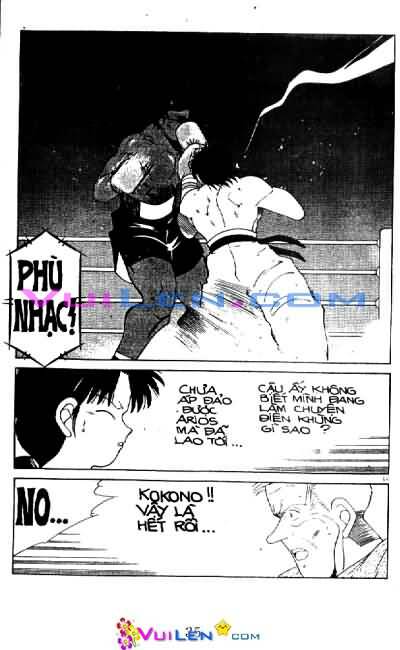 PHÙ
NHẠC!
VuiLen.com
CẬU ẤY KHÔNG
BIẾT MÌNH ĐANG
LÀM CHUYỆN
ĐIÊN KHÙNG
GÌ SAO?
CHƯA
ÁP ĐẢO
ĐƯỢC
ARIOS
MÀ ĐÃ
LAO TỚI...
NO...
KOKONO!!
VẬY LÀ
HẾT RỒI...
35
VuiLen.com